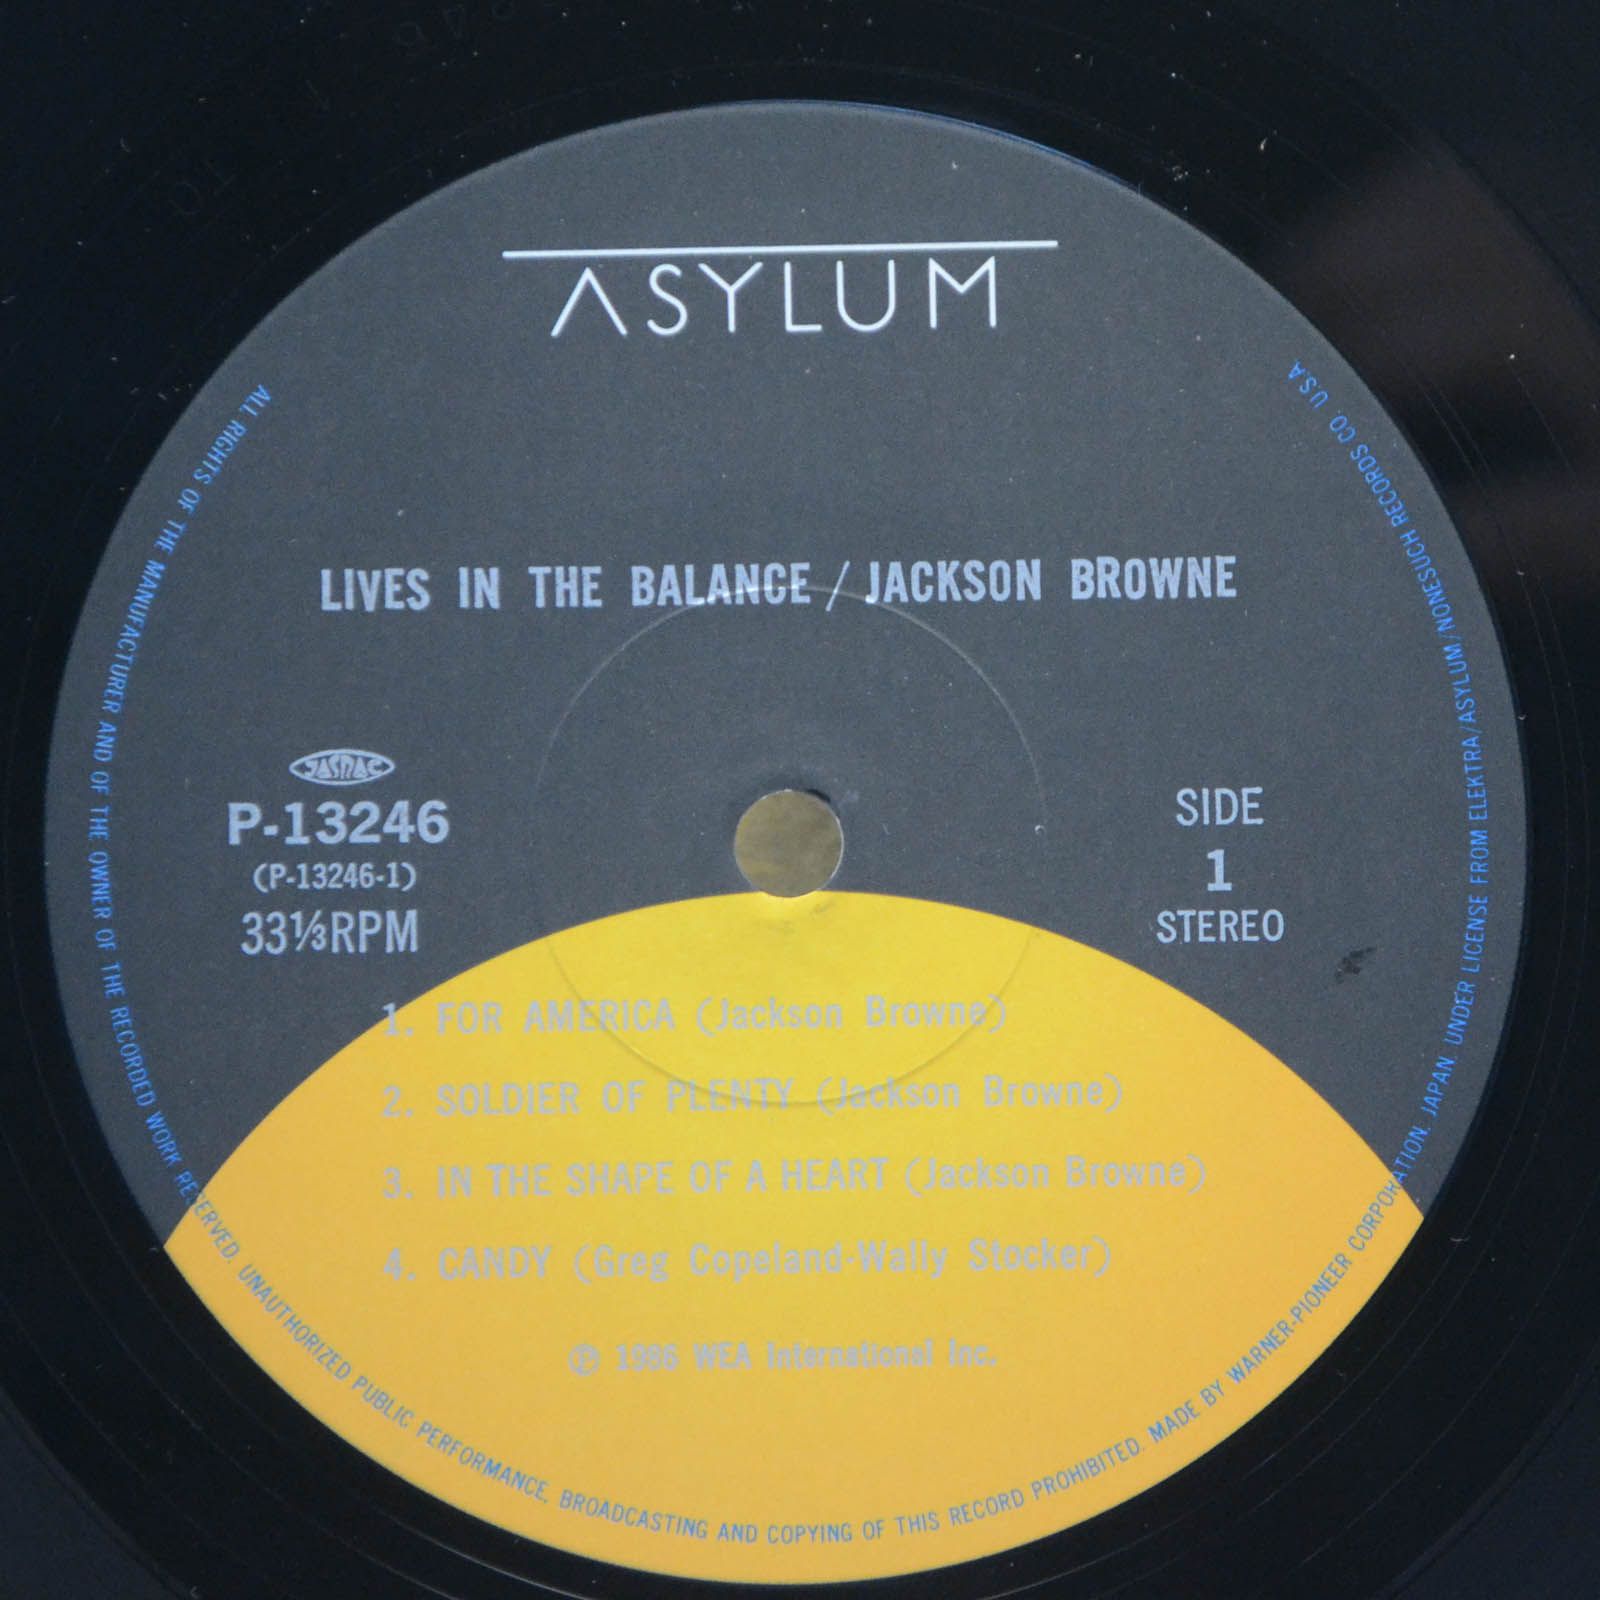 ASYLUM
LIVES IN THE BALANCE / JACKSON BROWNE
JASRAC
P-13246
(P-13246-1)
33⅓RPM
SIDE
1
STEREO
1. FOR AMERICA (Jackson Browne)
2. SOLDIER OF PLENTY (Jackson Browne)
3. IN THE SHAPE OF A HEART (Jackson Browne)
4. CANDY (Greg Copeland-Wally Stocker)
℗ 1986 WEA International Inc.
ALL RIGHTS OF THE MANUFACTURER AND OF THE OWNER OF THE RECORDED WORK RESERVED. UNAUTHORIZED PUBLIC PERFORMANCE, BROADCASTING AND COPYING OF THIS RECORD PROHIBITED. MADE BY WARNER-PIONEER CORPORATION, JAPAN. UNDER LICENSE FROM ELEKTRA/ASYLUM/NONESUCH RECORDS CO. U.S.A.